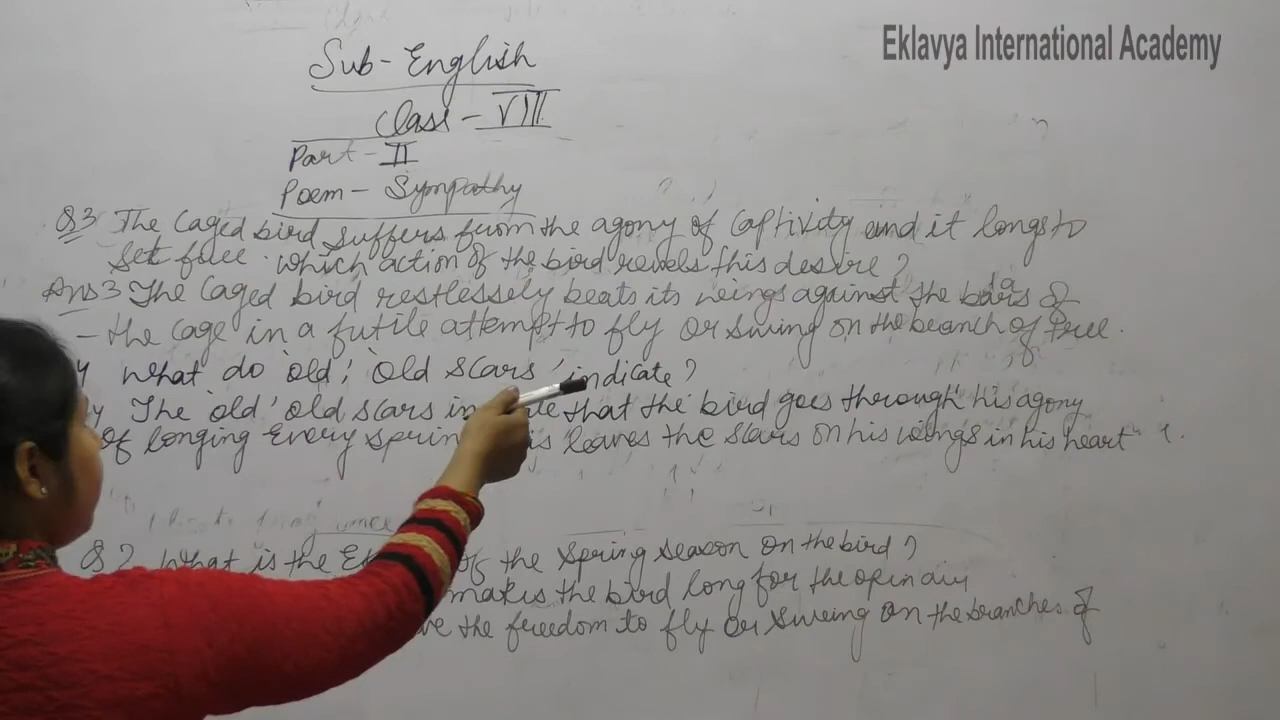 Eklavya International Academy
Sub- English
Class - VIII
Part - II
Poem - Sympathy
Q3 The Caged bird suffers from the agony of captivity and it longs to
set free. which action of the bird revels this desire?
Ans3 The Caged bird restlessely beats its wings against the bars of
- the cage in a futile attempt to fly or swing on the branch of tree.
What do 'old', 'old scars' indicate?
The 'old' old scars that the bird goes through his agony
of longing every leaves the scars on his wings in his heart
Q2 What is the of the spring season on the bird?
makes the bird long for the open air
the freedom to fly or sweing on the branches of